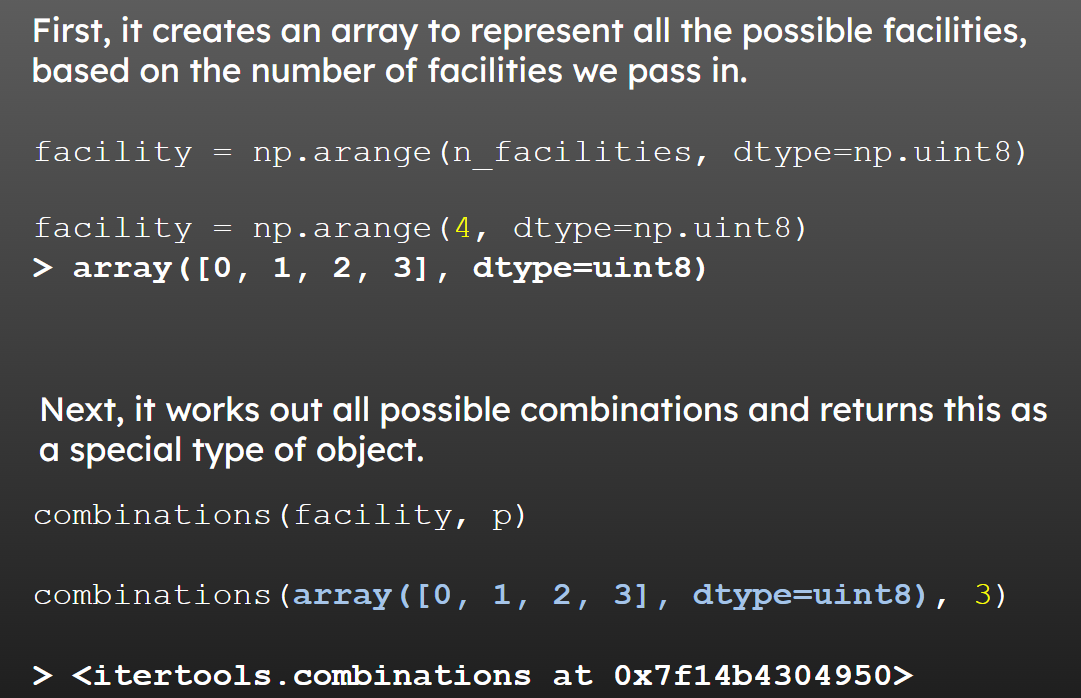 First, it creates an array to represent all the possible facilities,
based on the number of facilities we pass in.
facility = np.arange(n_facilities, dtype=np.uint8)
facility = np.arange(4, dtype=np.uint8)
> array([0, 1, 2, 3], dtype=uint8)
Next, it works out all possible combinations and returns this as
a special type of object.
combinations(facility, p)
combinations(array([0, 1, 2, 3], dtype=uint8), 3)
> <itertools.combinations at 0x7f14b4304950>